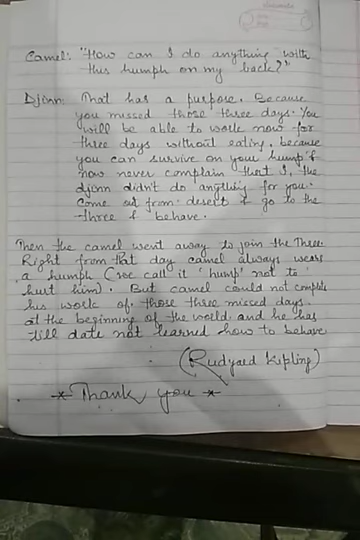 Camel: "How can I do anything with
this humph on my back?"
Djinn: That has a purpose. Because
you missed those three days. You
will be able to work now for
three days without eating, because
you can survive on your hump &
now never complain that I, the
djinn didn't do anything for you.
Come out from desert & go to the
three & behave.
Then the camel went away to join the Three.
Right from that day camel always wears
a humph (we call it 'hump' not to
hurt him). But camel could not complete
his work of those three missed days
at the beginning of the world and he has
till date not learned how to behave
(Rudyard Kipling)
* Thank you *